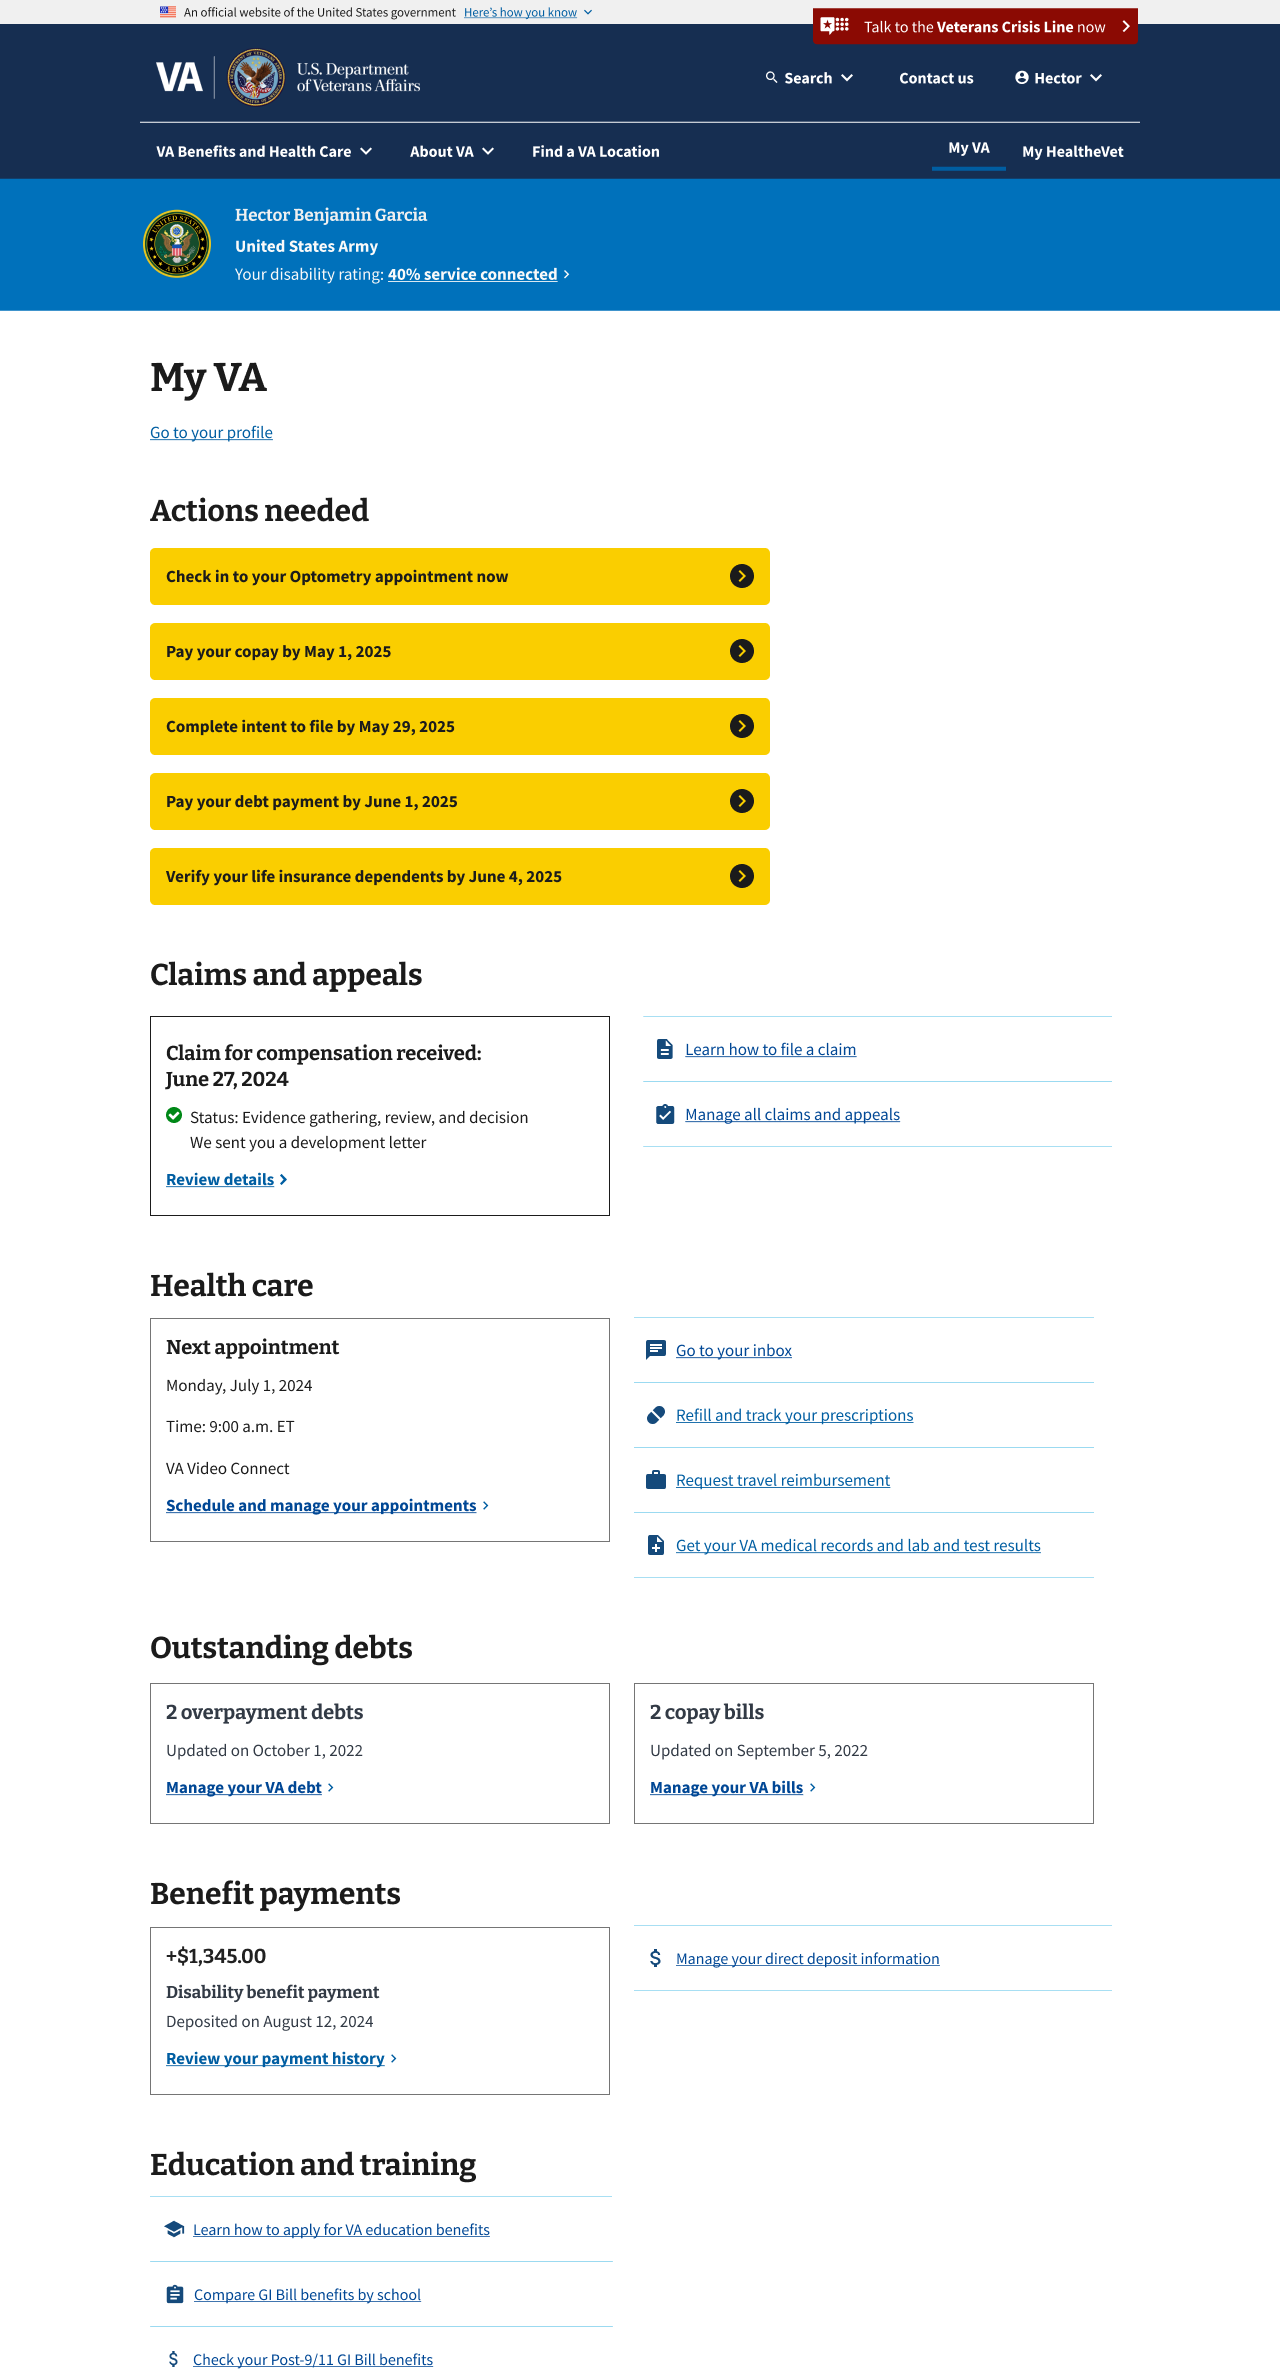 An official website of the United States government Here's how you know
Talk to the Veterans Crisis Line now
VA
U.S. Department
of Veterans Affairs
Search
Contact us
Hector
VA Benefits and Health Care
About VA
Find a VA Location
My VA
My HealtheVet
Hector Benjamin Garcia
United States Army
Your disability rating: 40% service connected
My VA
Go to your profile
Actions needed
Check in to your Optometry appointment now
Pay your copay by May 1, 2025
Complete intent to file by May 29, 2025
Pay your debt payment by June 1, 2025
Verify your life insurance dependents by June 4, 2025
Claims and appeals
Claim for compensation received:
June 27, 2024
Status: Evidence gathering, review, and decision
We sent you a development letter
Review details
Learn how to file a claim
Manage all claims and appeals
Health care
Next appointment
Monday, July 1, 2024
Time: 9:00 a.m. ET
VA Video Connect
Schedule and manage your appointments
Go to your inbox
Refill and track your prescriptions
Request travel reimbursement
Get your VA medical records and lab and test results
Outstanding debts
2 overpayment debts
Updated on October 1, 2022
Manage your VA debt
2 copay bills
Updated on September 5, 2022
Manage your VA bills
Benefit payments
+$1,345.00
Disability benefit payment
Deposited on August 12, 2024
Review your payment history
Manage your direct deposit information
Education and training
Learn how to apply for VA education benefits
Compare GI Bill benefits by school
Check your Post-9/11 GI Bill benefits